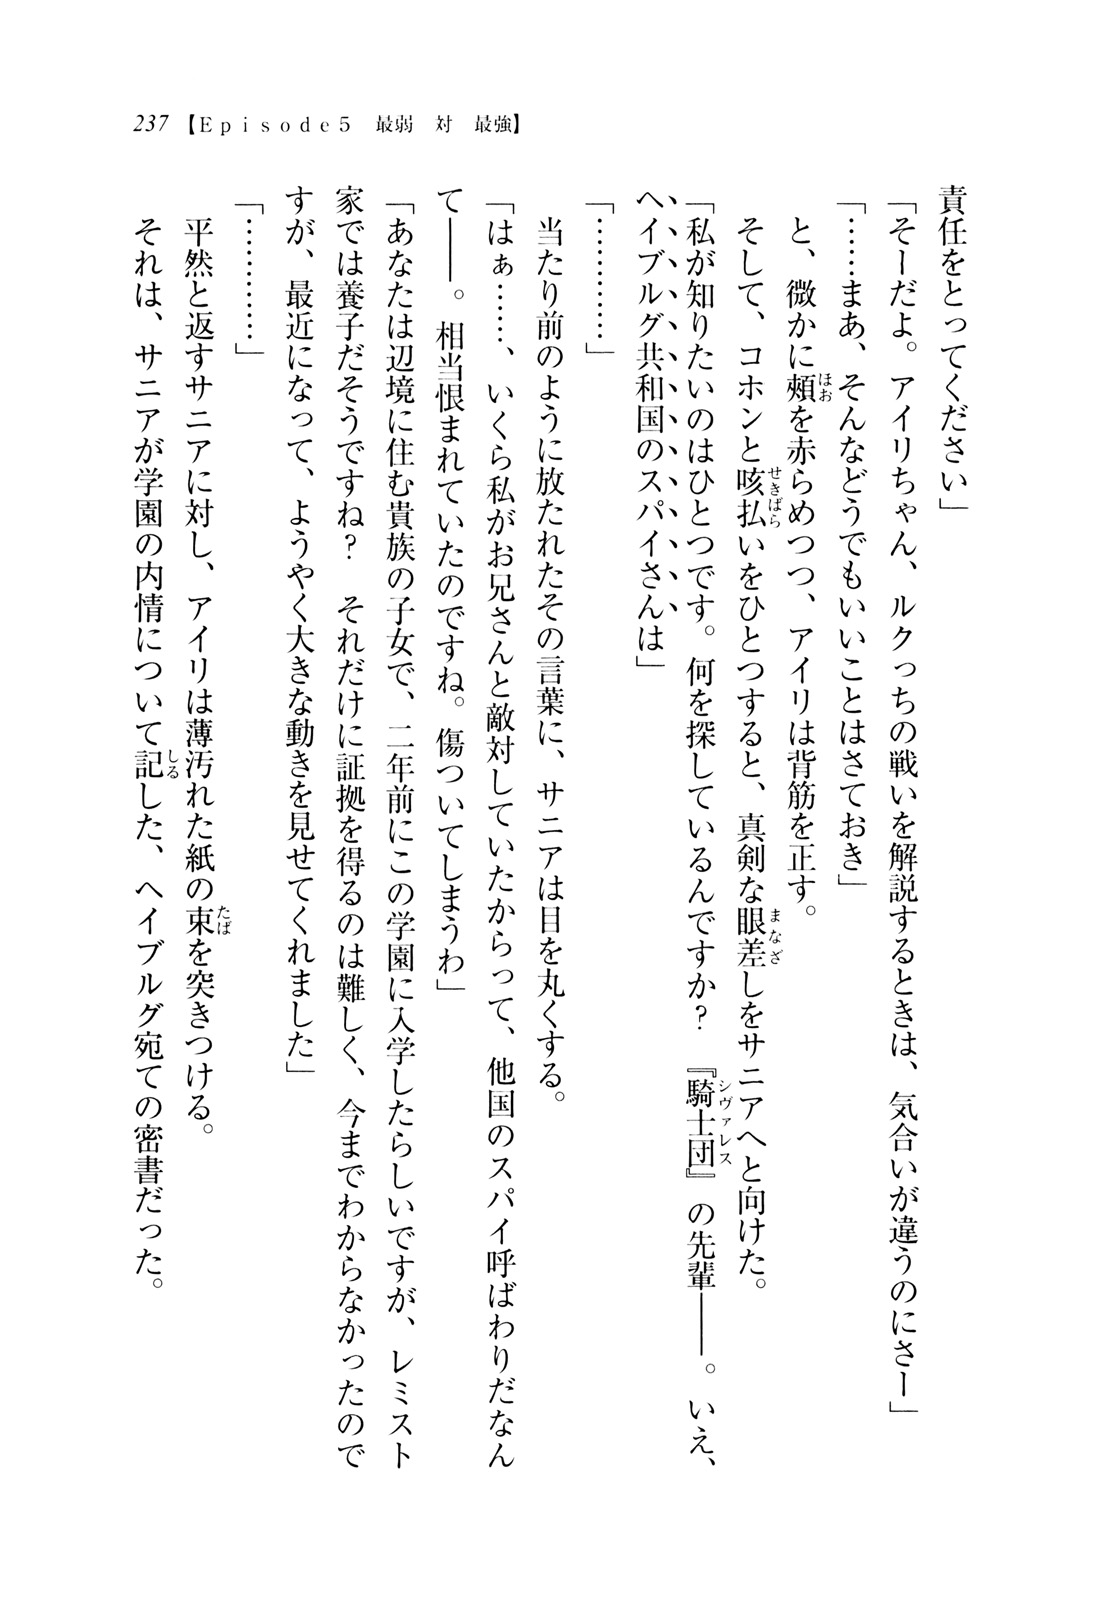 237 【Ｅｐｉｓｏｄｅ５　最弱　対　最強】
責任をとってください」
「そーだよ。アイリちゃん、ルクっちの戦いを解説するときは、気合いが違うのにさー」
「……まあ、そんなどうでもいいことはさておき」
　と、微かに頰を赤らめつつ、アイリは背筋を正す。
　そして、コホンと咳払いをひとつすると、真剣な眼差しをサニアへと向けた。
「私が知りたいのはひとつです。何を探しているんですか？　『騎士団』の先輩――。いえ、
ヘイブルグ共和国のスパイさんは」
「…………」
　当たり前のように放たれたその言葉に、サニアは目を丸くする。
「はぁ……、いくら私がお兄さんと敵対していたからって、他国のスパイ呼ばわりだなん
て――。相当恨まれていたのですね。傷ついてしまうわ」
「あなたは辺境に住む貴族の子女で、二年前にこの学園に入学したらしいですが、レミスト
家では養子だそうですね？　それだけに証拠を得るのは難しく、今までわからなかったので
すが、最近になって、ようやく大きな動きを見せてくれました」
「…………」
　平然と返すサニアに対し、アイリは薄汚れた紙の束を突きつける。
　それは、サニアが学園の内情について記した、ヘイブルグ宛ての密書だった。